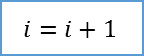 i = i + 1